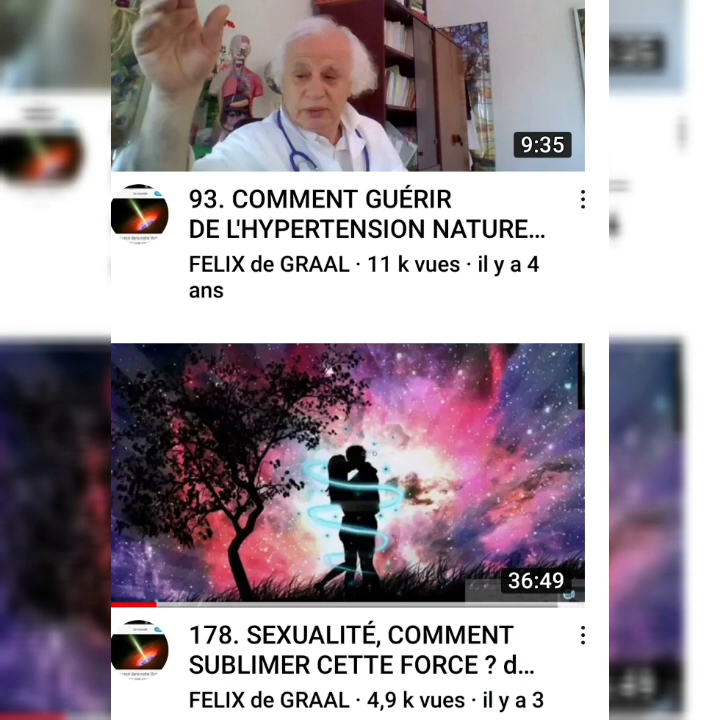 9:35
93. COMMENT GUÉRIR
DE L'HYPERTENSION NATURE...
FELIX de GRAAL · 11 k vues · il y a 4
ans
36:49
178. SEXUALITÉ, COMMENT
SUBLIMER CETTE FORCE ? d...
FELIX de GRAAL · 4,9 k vues · il y a 3